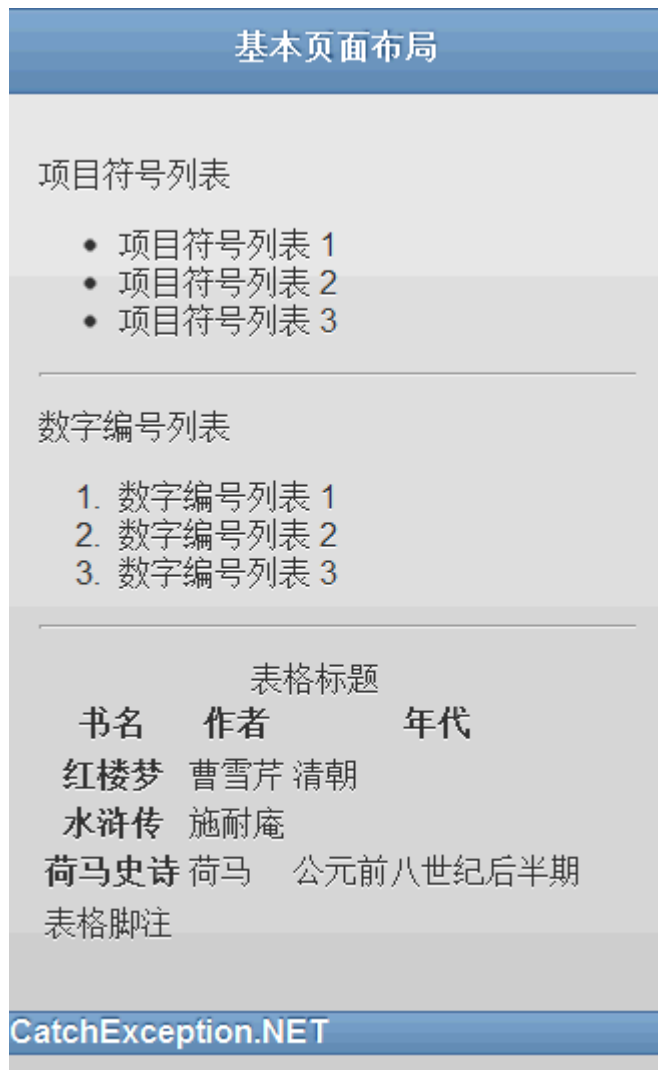 基本页面布局
项目符号列表
• 项目符号列表 1
• 项目符号列表 2
• 项目符号列表 3
数字编号列表
1. 数字编号列表 1
2. 数字编号列表 2
3. 数字编号列表 3
表格标题
书名 作者 年代
红楼梦 曹雪芹 清朝
水浒传 施耐庵
荷马史诗 荷马 公元前八世纪后半期
表格脚注
CatchException.NET